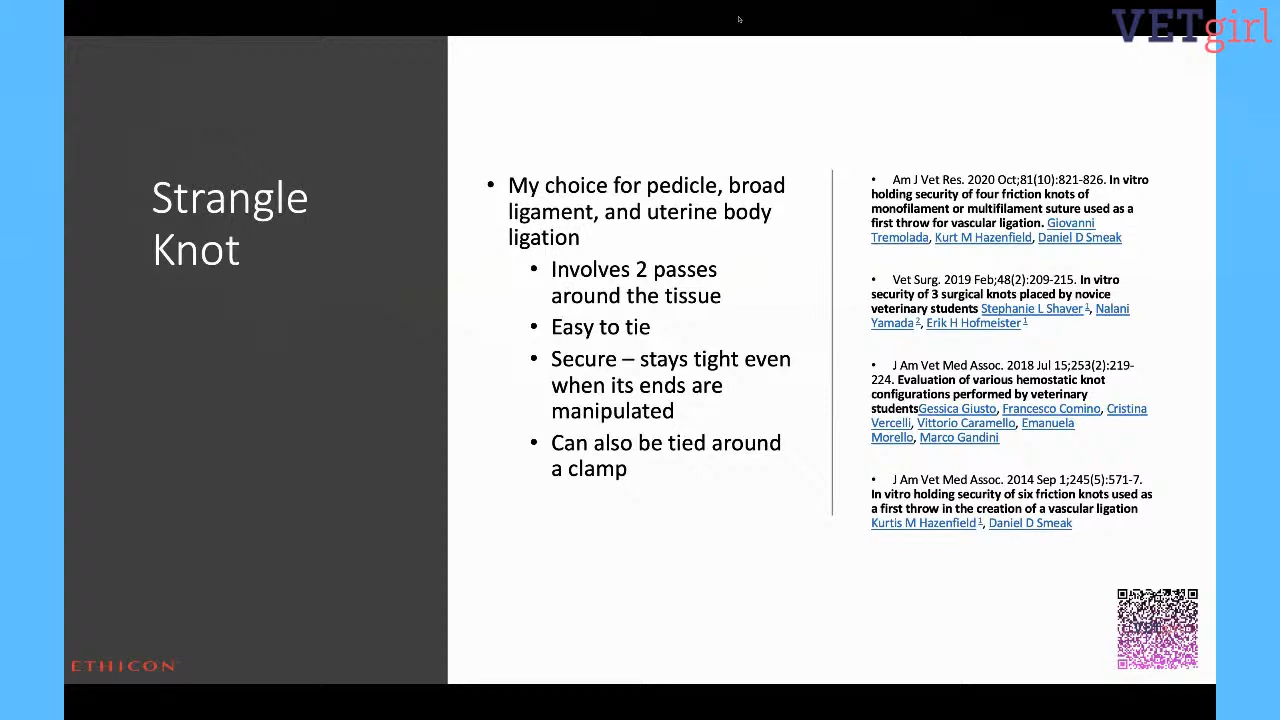 VETgirl
Strangle
Knot
• My choice for pedicle, broad
ligament, and uterine body
ligation
• Involves 2 passes
around the tissue
• Easy to tie
• Secure – stays tight even
when its ends are
manipulated
• Can also be tied around
a clamp
• Am J Vet Res. 2020 Oct;81(10):821-826. In vitro
holding security of four friction knots of
monofilament or multifilament suture used as a
first throw for vascular ligation. Giovanni
Tremolada, Kurt M Hazenfield, Daniel D Smeak
• Vet Surg. 2019 Feb;48(2):209-215. In vitro
security of 3 surgical knots placed by novice
veterinary students Stephanie L Shaver 1, Nalani
Yamada 2, Erik H Hofmeister 1
• J Am Vet Med Assoc. 2018 Jul 15;253(2):219-
224. Evaluation of various hemostatic knot
configurations performed by veterinary
studentsGessica Giusto, Francesco Comino, Cristina
Vercelli, Vittorio Caramello, Emanuela
Morello, Marco Gandini
• J Am Vet Med Assoc. 2014 Sep 1;245(5):571-7.
In vitro holding security of six friction knots used as
a first throw in the creation of a vascular ligation
Kurtis M Hazenfield 1, Daniel D Smeak
ETHICON